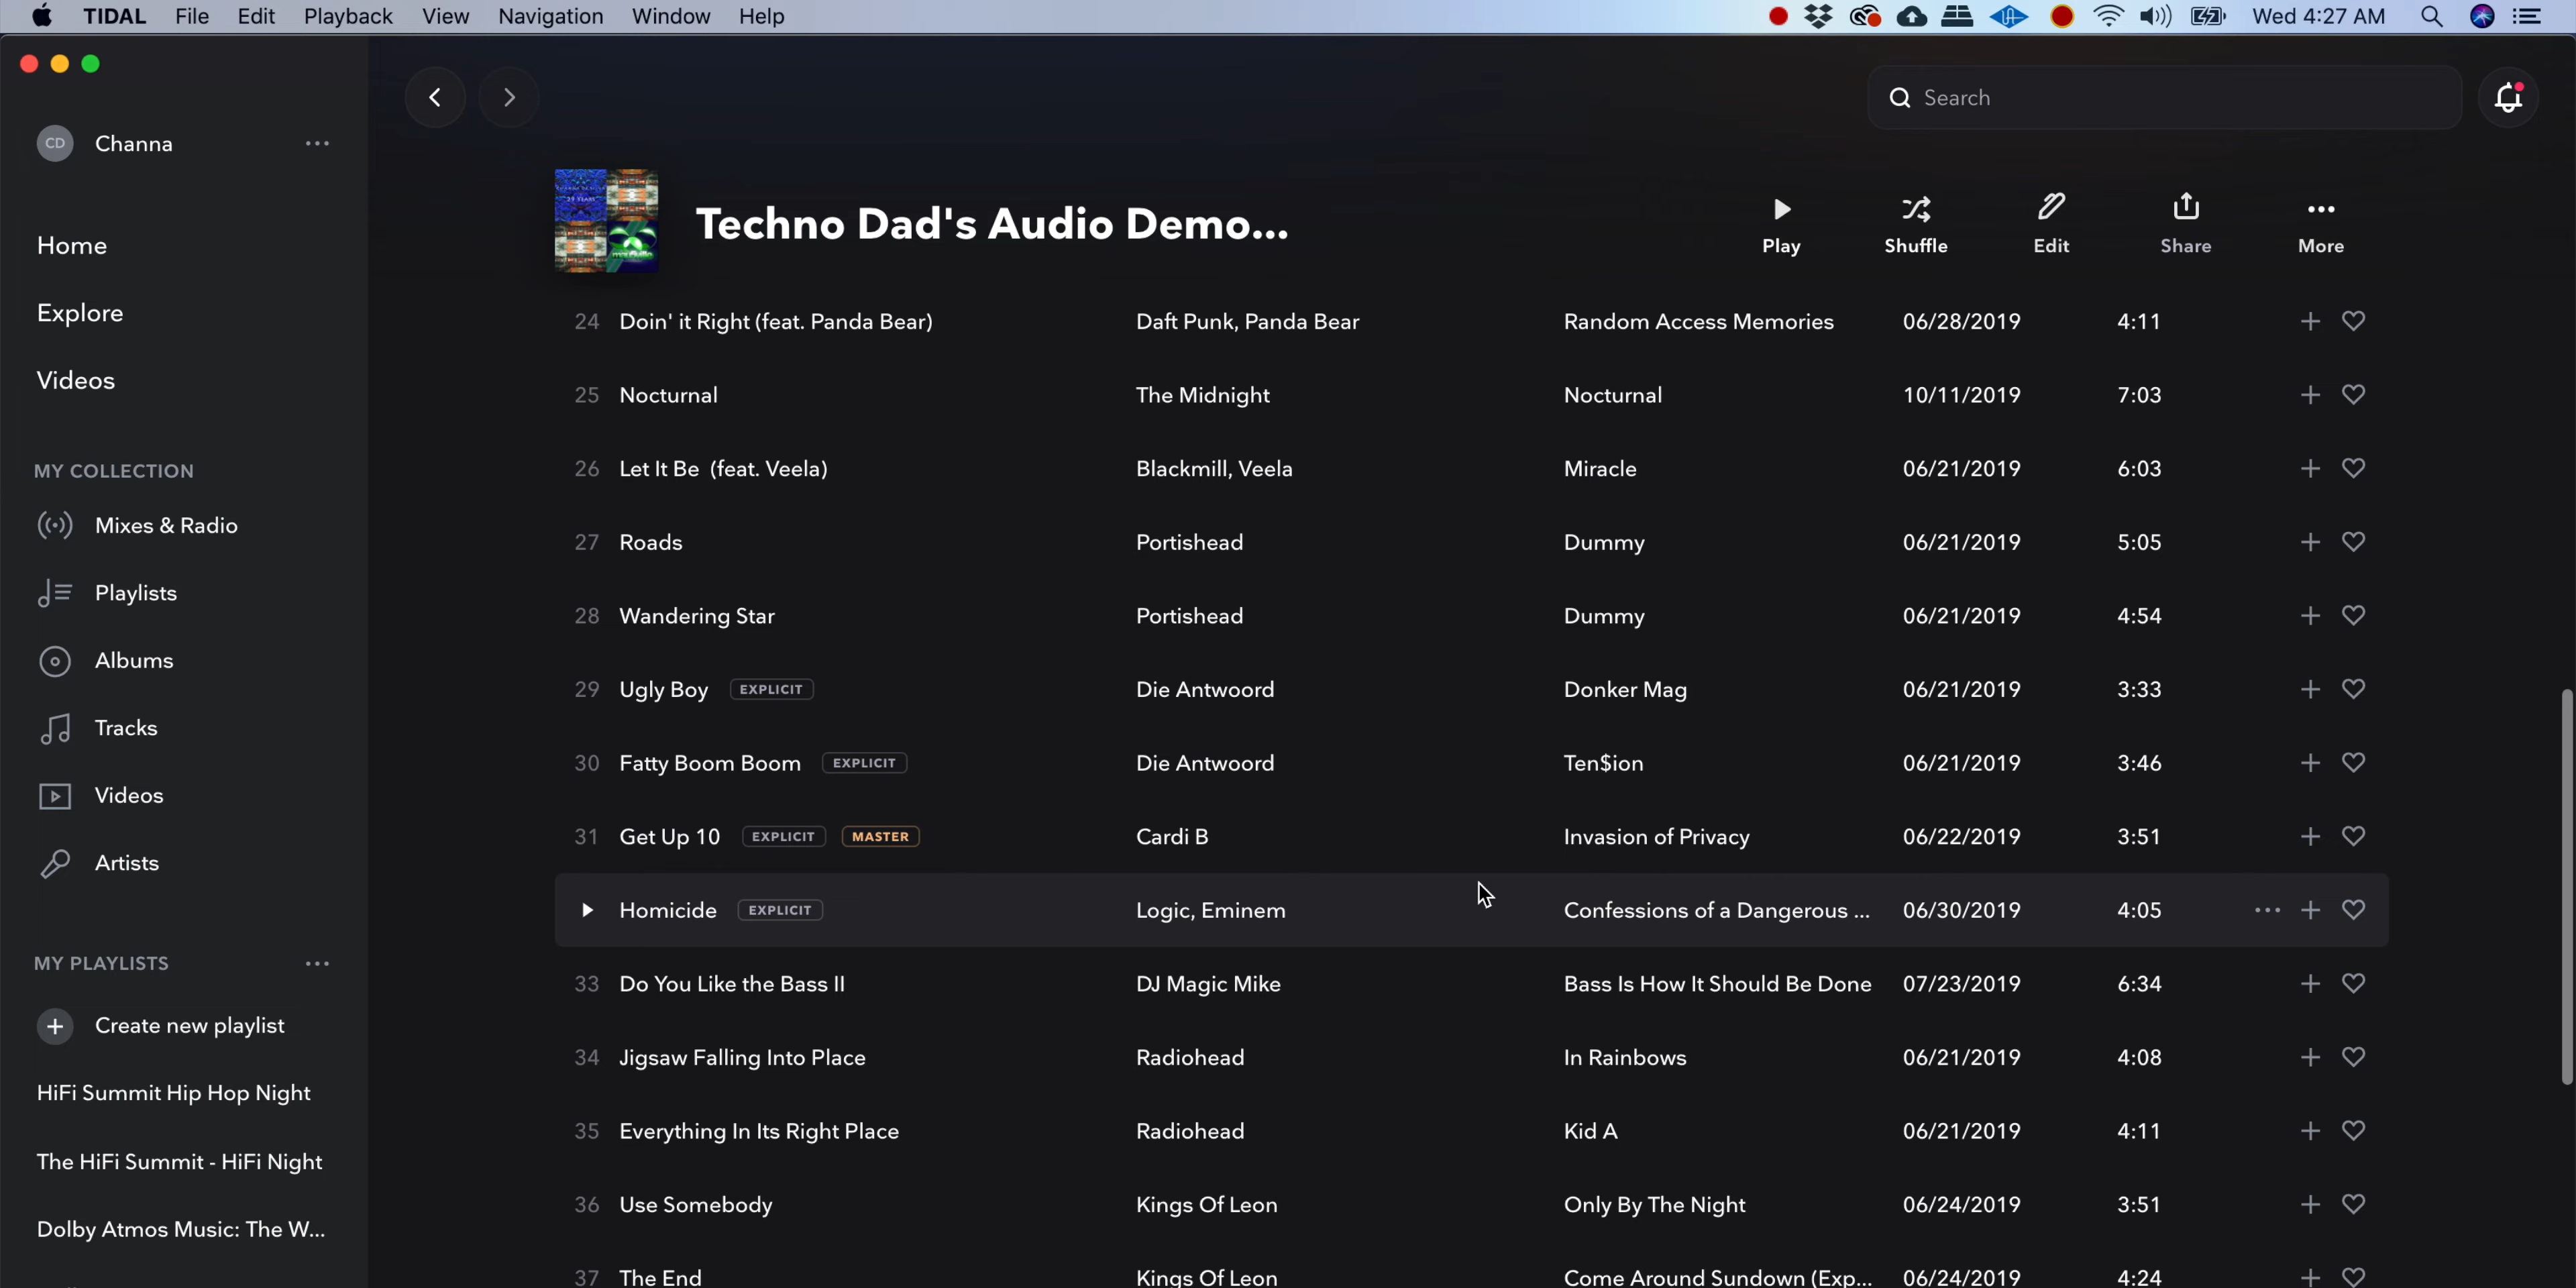 TIDAL File Edit Playback View Navigation Window Help Wed 4:27 AM
CD Channa
Search
Home
Explore
Videos
MY COLLECTION
Mixes & Radio
Playlists
Albums
Tracks
Videos
Artists
MY PLAYLISTS
Create new playlist
HiFi Summit Hip Hop Night
The HiFi Summit - HiFi Night
Dolby Atmos Music: The W...
Techno Dad's Audio Demo...
Play Shuffle Edit Share More
24 Doin' it Right (feat. Panda Bear) Daft Punk, Panda Bear Random Access Memories 06/28/2019 4:11
25 Nocturnal The Midnight Nocturnal 10/11/2019 7:03
26 Let It Be (feat. Veela) Blackmill, Veela Miracle 06/21/2019 6:03
27 Roads Portishead Dummy 06/21/2019 5:05
28 Wandering Star Portishead Dummy 06/21/2019 4:54
29 Ugly Boy EXPLICIT Die Antwoord Donker Mag 06/21/2019 3:33
30 Fatty Boom Boom EXPLICIT Die Antwoord Ten$ion 06/21/2019 3:46
31 Get Up 10 EXPLICIT MASTER Cardi B Invasion of Privacy 06/22/2019 3:51
Homicide EXPLICIT Logic, Eminem Confessions of a Dangerous ... 06/30/2019 4:05
33 Do You Like the Bass II DJ Magic Mike Bass Is How It Should Be Done 07/23/2019 6:34
34 Jigsaw Falling Into Place Radiohead In Rainbows 06/21/2019 4:08
35 Everything In Its Right Place Radiohead Kid A 06/21/2019 4:11
36 Use Somebody Kings Of Leon Only By The Night 06/24/2019 3:51
37 The End Kings Of Leon Come Around Sundown (Exp... 06/24/2019 4:24